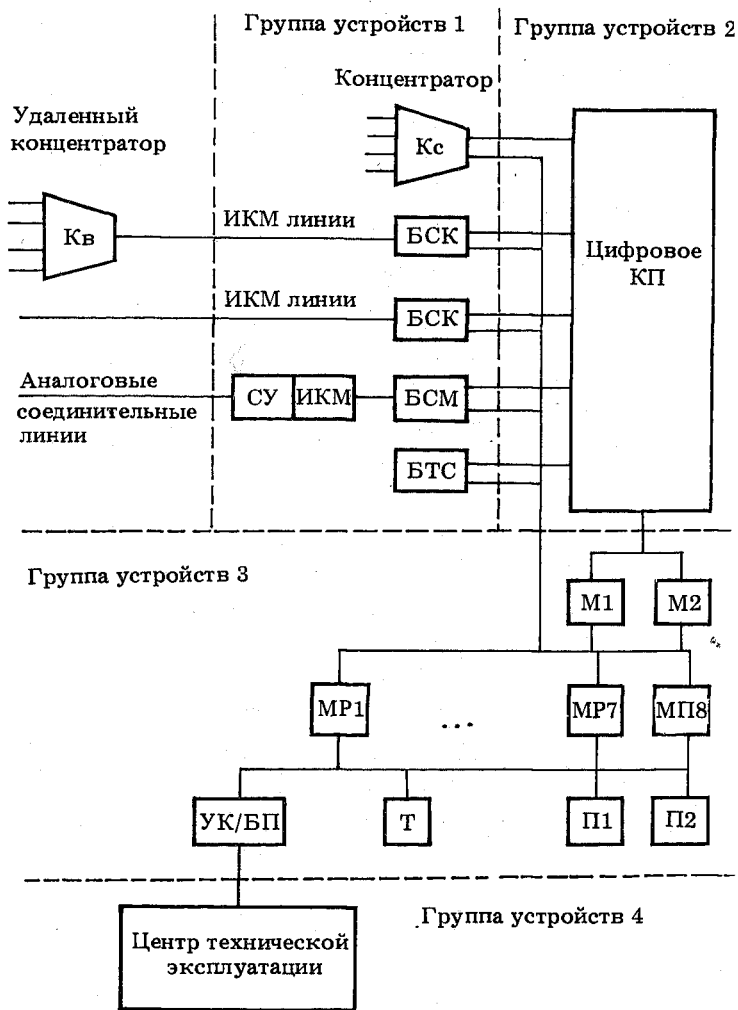 Группа устройств 1
Группа устройств 2
Концентратор
Удаленный
концентратор
Кс
Кв
ИКМ линии
БСК
Цифровое
КП
ИКМ линии
БСК
Аналоговые
соединительные
линии
СУ
ИКМ
БСМ
БТС
Группа устройств 3
М1
М2
МР1
...
МР7
МП8
УК/БП
Т
П1
П2
Группа устройств 4
Центр технической
эксплуатации